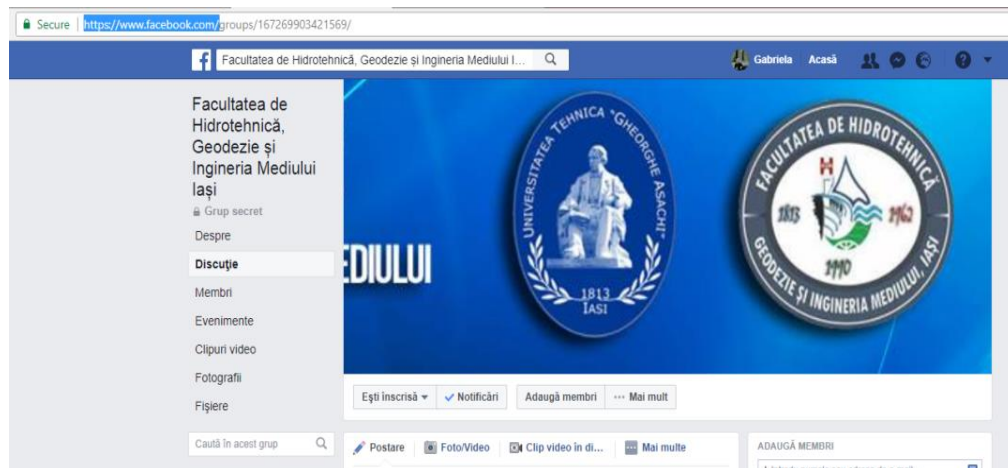 Secure | https://www.facebook.com/groups/167269903421569/
Facultatea de Hidrotehnică, Geodezie și Ingineria Mediului I...
Gabriela Acasă
Facultatea de
Hidrotehnică,
Geodezie și
Ingineria Mediului
Iași
Grup secret
Despre
Discuţie
Membri
Evenimente
Clipuri video
Fotografii
Fişiere
Caută în acest grup
EDIULUI
UNIVERSITATEA TEHNICA "GHEORGHE ASACHI"
1813
IASI
FACULTATEA DE HIDROTEHNICĂ
GEODEZIE ȘI INGINERIA MEDIULUI, IAȘI
1813
1962
1990
Eşti înscrisă
Notificări
Adaugă membri
Mai mult
Postare
Foto/Video
Clip video în di...
Mai multe
ADAUGĂ MEMBRI